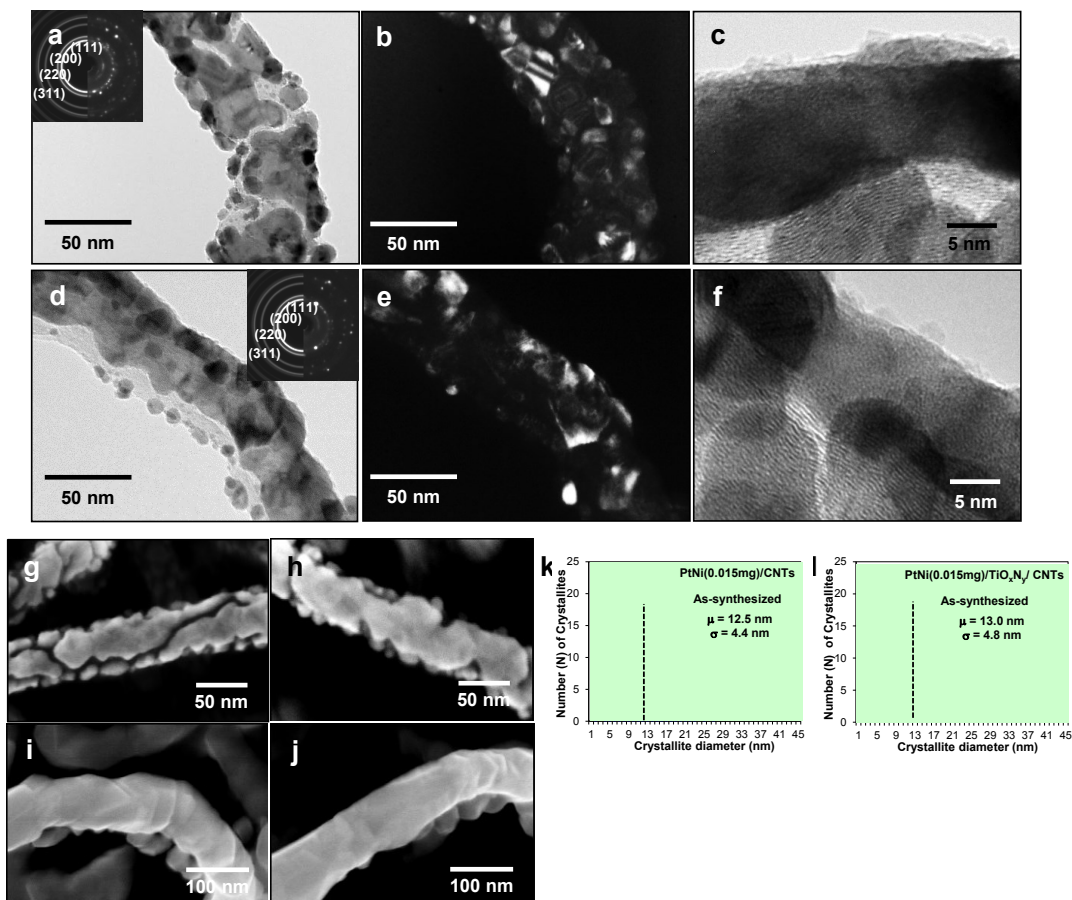 a
(111)
(200)
(220)
(311)
50 nm
b
50 nm
c
5 nm
d
(111)
(200)
(220)
(311)
50 nm
e
50 nm
f
5 nm
g
50 nm
h
50 nm
i
100 nm
j
100 nm
k
Number (N) of Crystallites
25
20
15
10
5
0
PtNi(0.015mg)/CNTs
As-synthesized
μ = 12.5 nm
σ = 4.4 nm
1 5 9 13 17 21 25 29 33 37 41 45
Crystallite diameter (nm)
l
Number (N) of Crystallites
25
20
15
10
5
0
PtNi(0.015mg)/TiOxNy/ CNTs
As-synthesized
μ = 13.0 nm
σ = 4.8 nm
1 5 9 13 17 21 25 29 33 37 41 45
Crystallite diameter (nm)